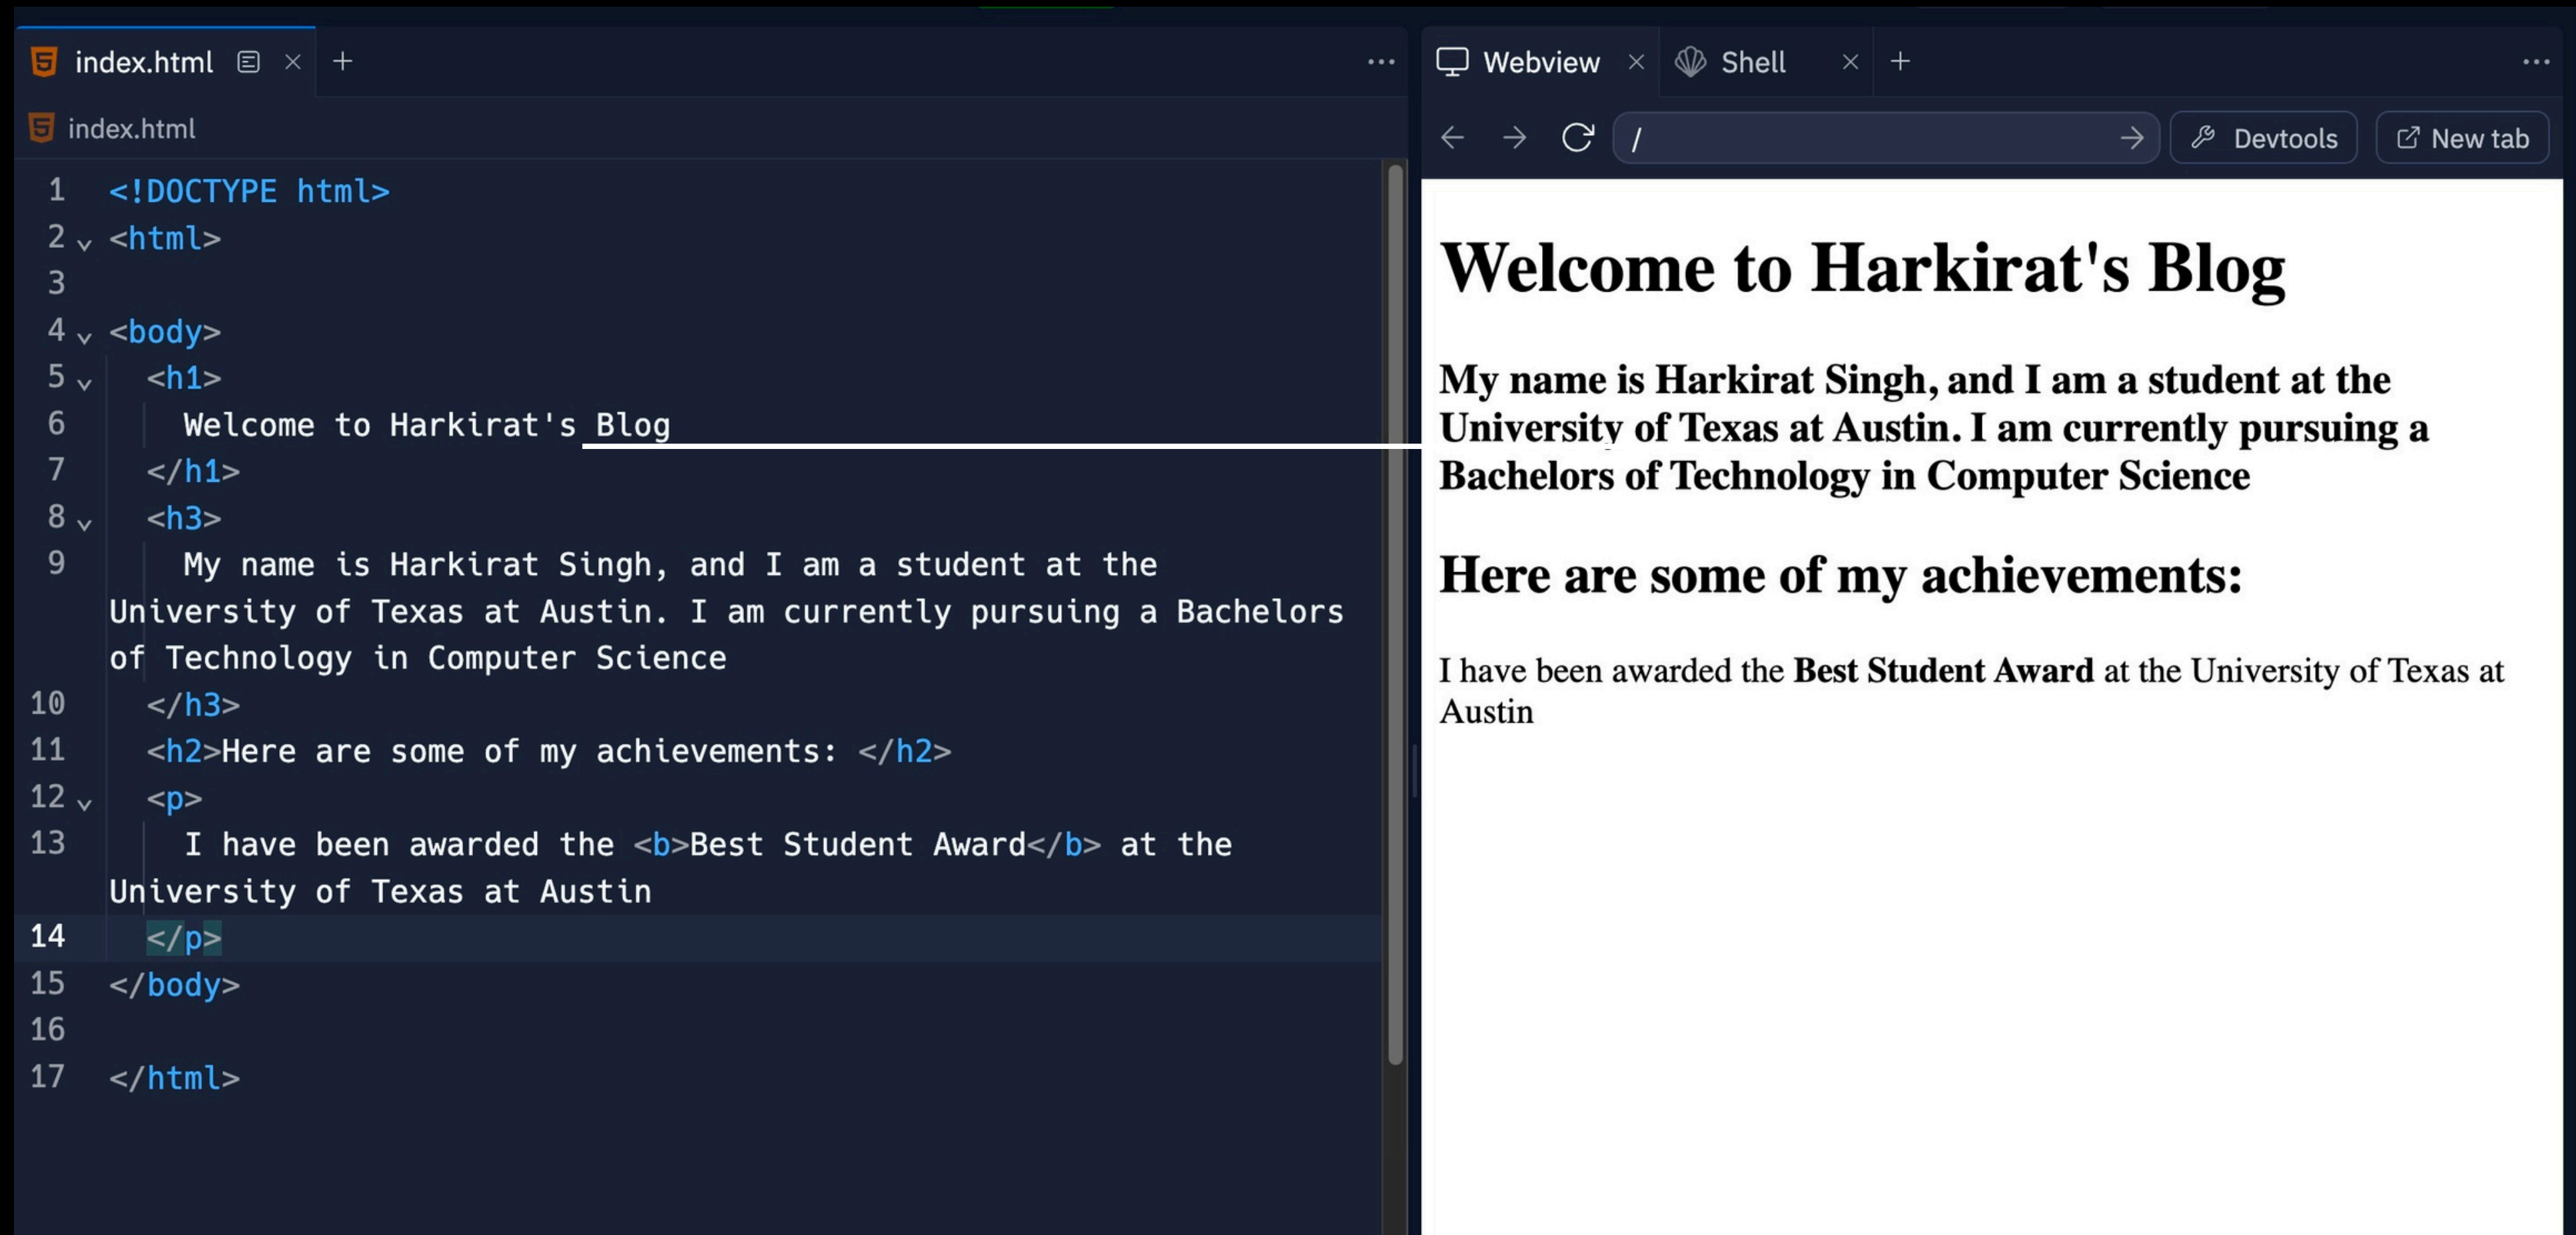 index.html
index.html
1 <!DOCTYPE html>
2 <html>
3
4 <body>
5 <h1>
6 Welcome to Harkirat's Blog
7 </h1>
8 <h3>
9 My name is Harkirat Singh, and I am a student at the
University of Texas at Austin. I am currently pursuing a Bachelors
of Technology in Computer Science
10 </h3>
11 <h2>Here are some of my achievements: </h2>
12 <p>
13 I have been awarded the <b>Best Student Award</b> at the
University of Texas at Austin
14 </p>
15 </body>
16
17 </html>
Webview Shell
/ Devtools New tab
Welcome to Harkirat's Blog
My name is Harkirat Singh, and I am a student at the
University of Texas at Austin. I am currently pursuing a
Bachelors of Technology in Computer Science
Here are some of my achievements:
I have been awarded the Best Student Award at the University of Texas at
Austin